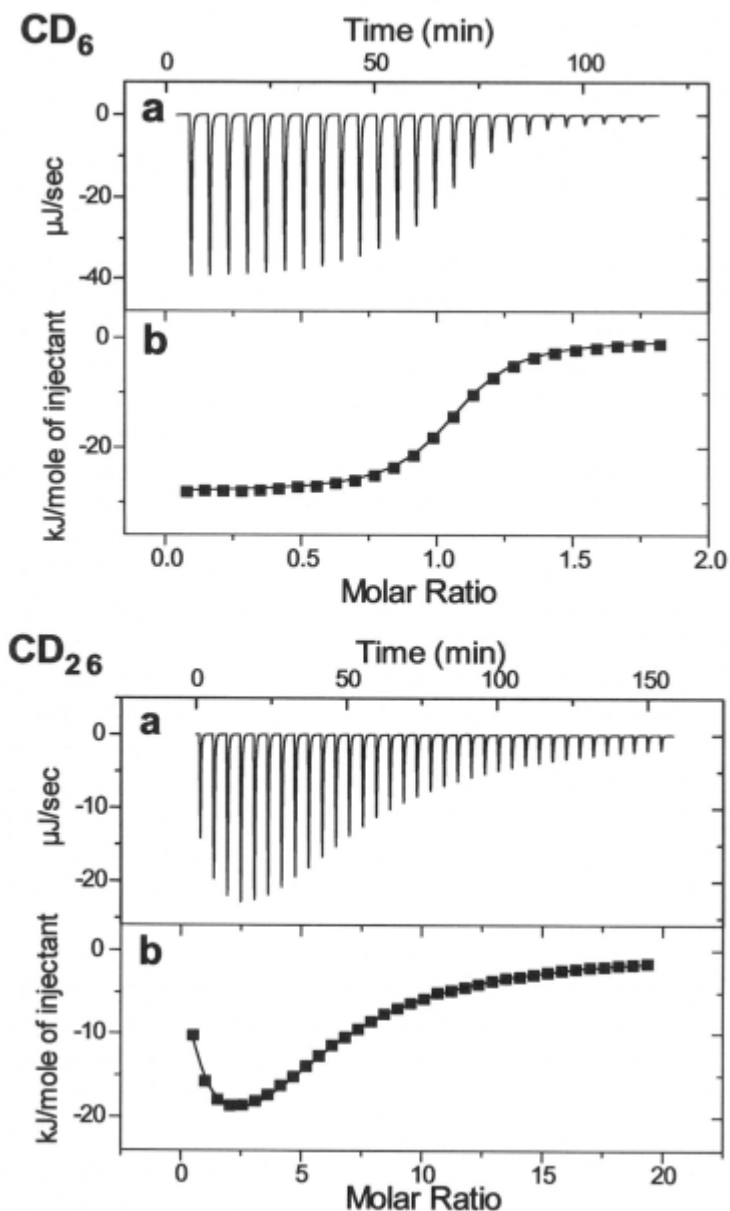 CD6
Time (min)
0 50 100
a
0
-20
-40
µJ/sec
b
0
-20
kJ/mole of injectant
0.0 0.5 1.0 1.5 2.0
Molar Ratio
CD26
Time (min)
0 50 100 150
a
0
-10
-20
µJ/sec
b
0
-10
-20
kJ/mole of injectant
0 5 10 15 20
Molar Ratio